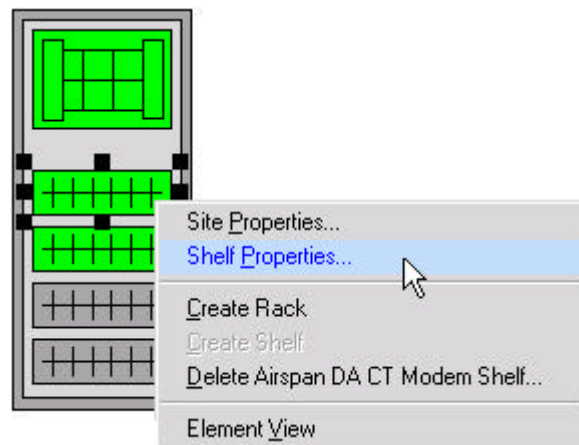 Site Properties...
Shelf Properties...
Create Rack
Create Shelf
Delete Airspan DA CT Modem Shelf...
Element View